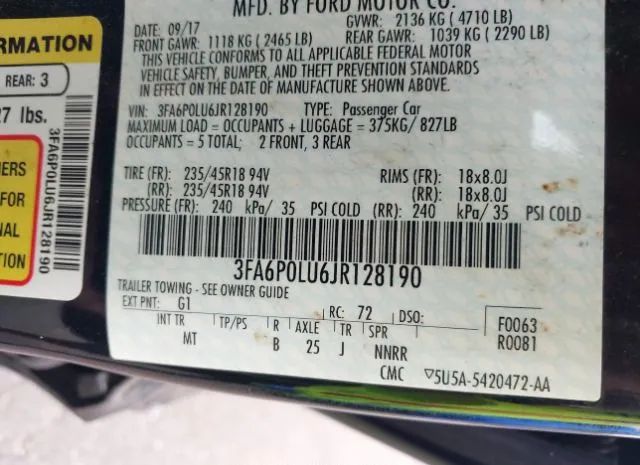 MFD. BY FORD MOTOR CO.
DATE: 09/17 GVWR: 2136 KG (4710 LB)
FRONT GAWR: 1118 KG (2465 LB) REAR GAWR: 1039 KG (2290 LB)
THIS VEHICLE CONFORMS TO ALL APPLICABLE FEDERAL MOTOR
VEHICLE SAFETY, BUMPER, AND THEFT PREVENTION STANDARDS
IN EFFECT ON THE DATE OF MANUFACTURE SHOWN ABOVE.
VIN: 3FA6P0LU6JR128190 TYPE: Passenger Car
MAXIMUM LOAD = OCCUPANTS + LUGGAGE = 375KG/ 827LB
OCCUPANTS = 5 TOTAL; 2 FRONT, 3 REAR
TIRE (FR): 235/45R18 94V RIMS (FR): 18x8.0J
(RR): 235/45R18 94V (RR): 18x8.0J
PRESSURE (FR): 240 kPa/ 35 PSI COLD (RR): 240 kPa/ 35 PSI COLD
3FA6P0LU6JR128190
TRAILER TOWING - SEE OWNER GUIDE
EXT PNT: G1 RC: 72 DSO:
INT TR TP/PS R AXLE TR SPR F0063
MT B 25 J NNRR R0081
CMC ▽5U5A-5420472-AA
RMATION
REAR: 3
27 lbs.
3FA6P0LU6JR128190
ERS
FOR
NAL
N